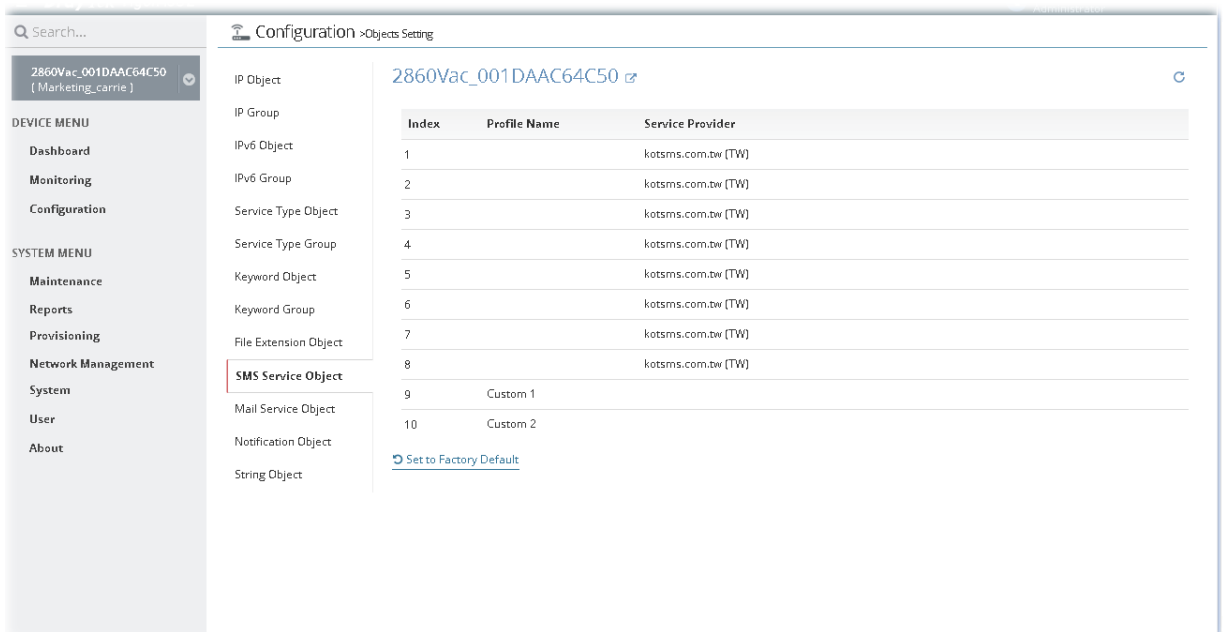 Administrator
Search...
2860Vac_001DAAC64C50
( Marketing_carrie )
DEVICE MENU
Dashboard
Monitoring
Configuration
SYSTEM MENU
Maintenance
Reports
Provisioning
Network Management
System
User
About
Configuration >Objects Setting
IP Object
IP Group
IPv6 Object
IPv6 Group
Service Type Object
Service Type Group
Keyword Object
Keyword Group
File Extension Object
SMS Service Object
Mail Service Object
Notification Object
String Object
2860Vac_001DAAC64C50
Index Profile Name Service Provider
1 kotsms.com.tw (TW)
2 kotsms.com.tw (TW)
3 kotsms.com.tw (TW)
4 kotsms.com.tw (TW)
5 kotsms.com.tw (TW)
6 kotsms.com.tw (TW)
7 kotsms.com.tw (TW)
8 kotsms.com.tw (TW)
9 Custom 1
10 Custom 2
Set to Factory Default